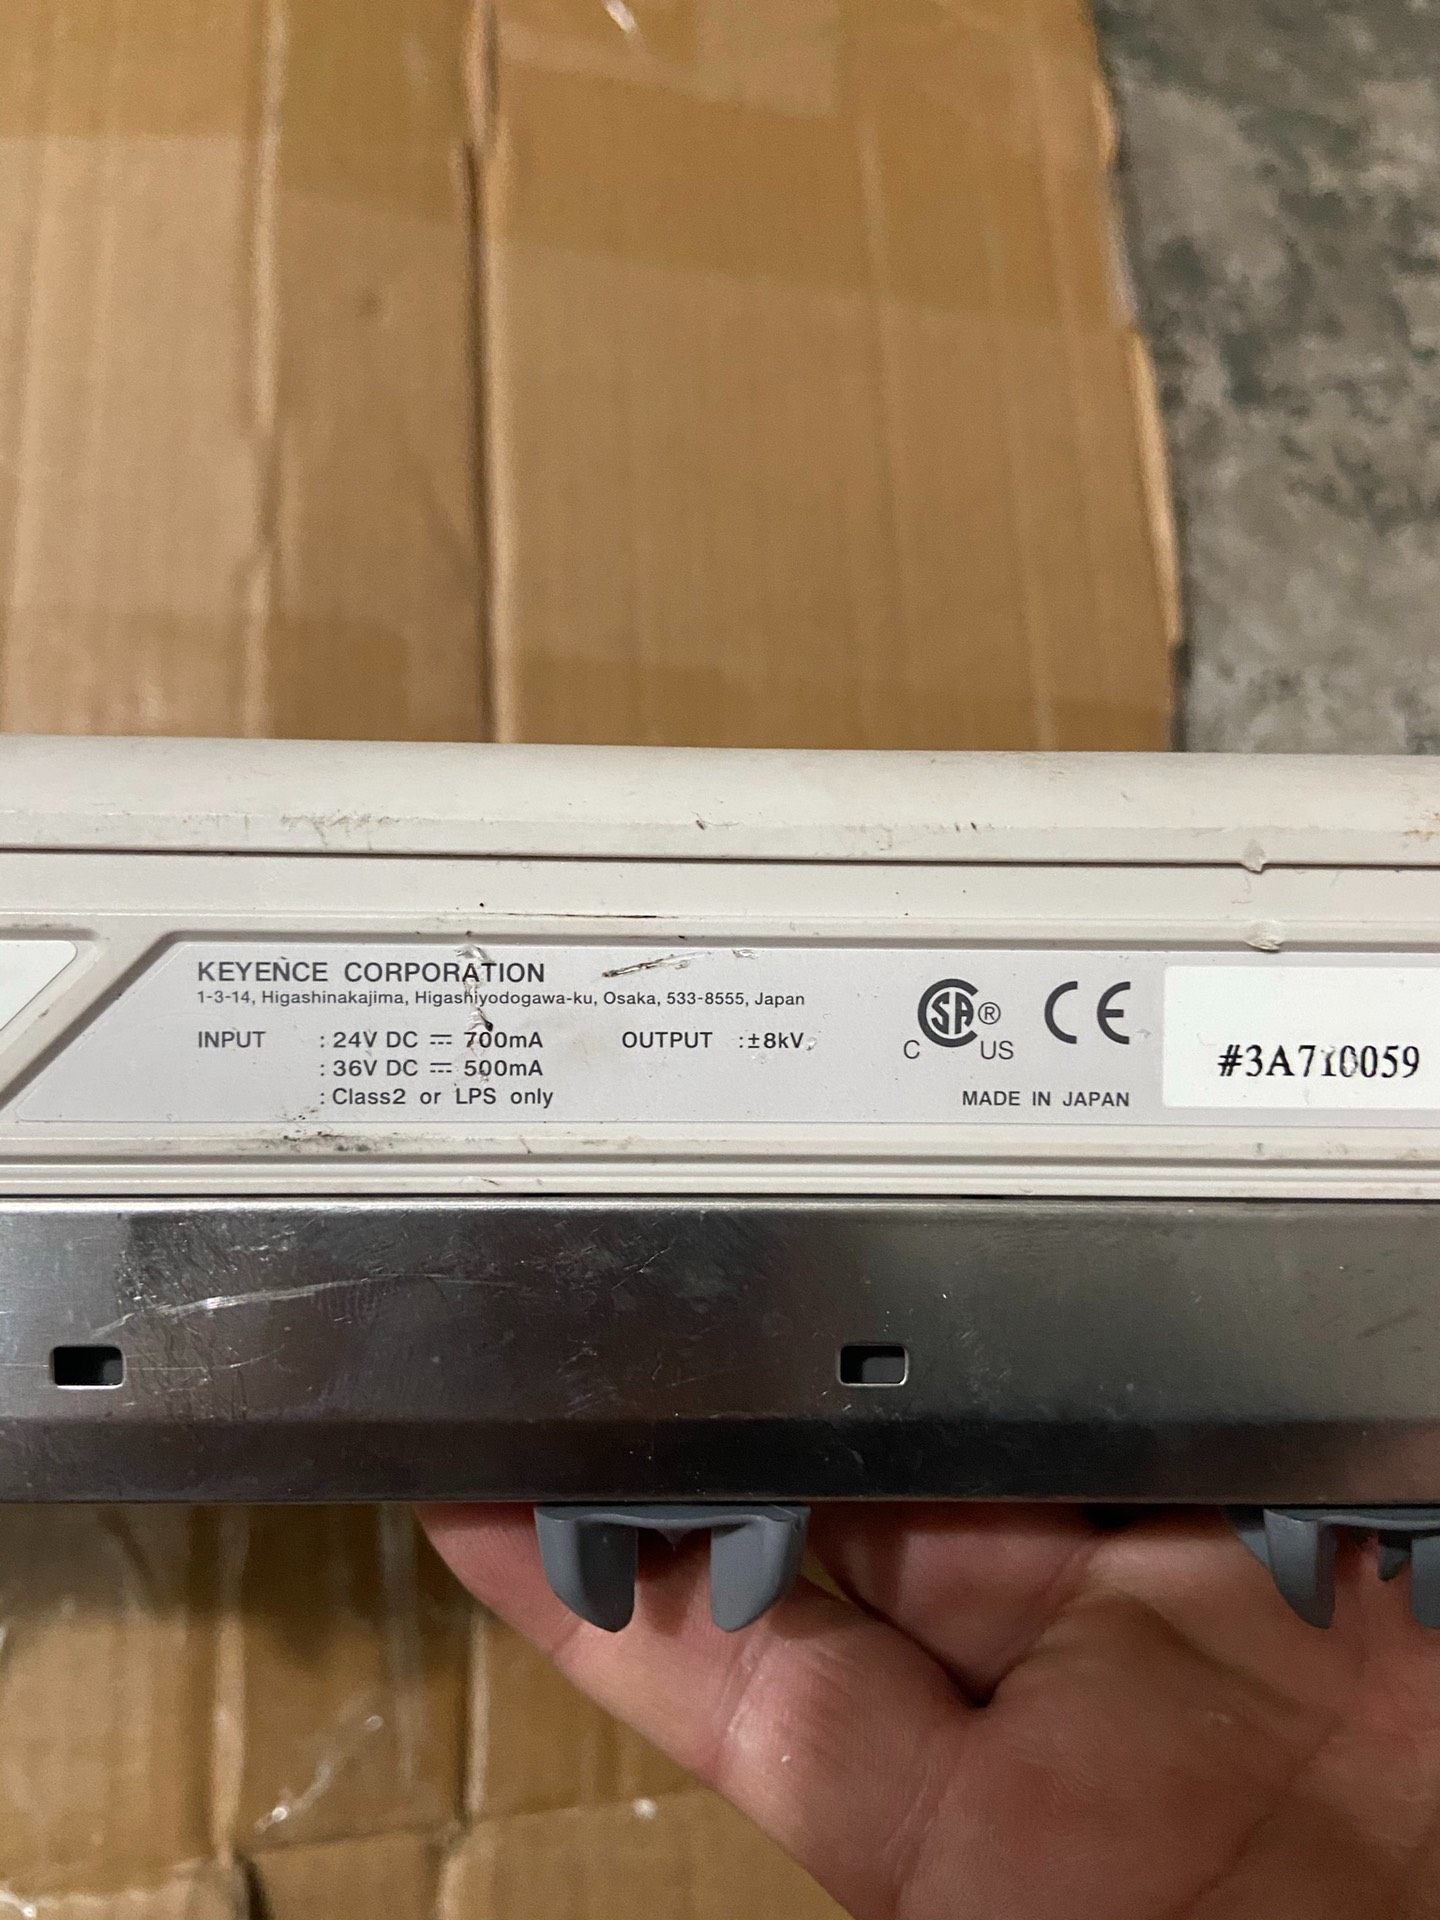 KEYENCE CORPORATION
1-3-14, Higashinakajima, Higashiyodogawa-ku, Osaka, 533-8555, Japan
INPUT : 24V DC ⎓ 700mA OUTPUT :±8kV
: 36V DC ⎓ 500mA
: Class2 or LPS only
C SA ® US CE
MADE IN JAPAN
#3A710059